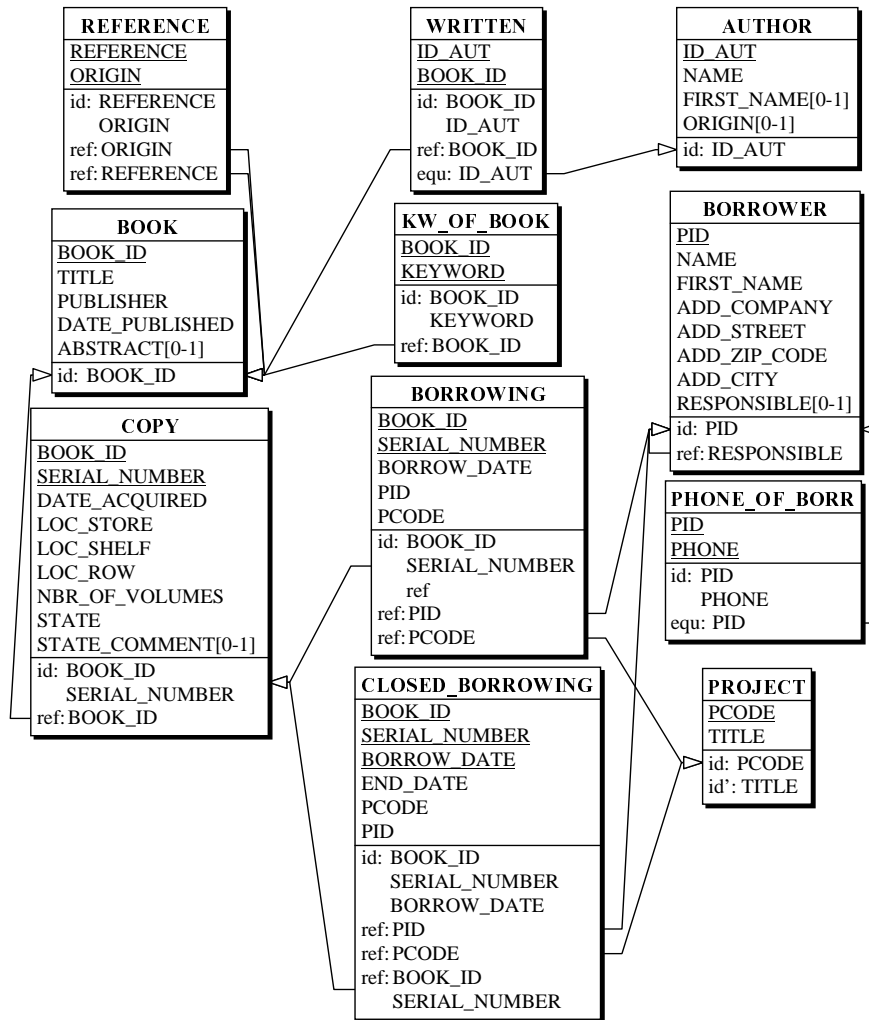 REFERENCE
REFERENCE
ORIGIN
id: REFERENCE
ORIGIN
ref: ORIGIN
ref: REFERENCE
WRITTEN
ID_AUT
BOOK_ID
id: BOOK_ID
ID_AUT
ref: BOOK_ID
equ: ID_AUT
AUTHOR
ID_AUT
NAME
FIRST_NAME[0-1]
ORIGIN[0-1]
id: ID_AUT
BOOK
BOOK_ID
TITLE
PUBLISHER
DATE_PUBLISHED
ABSTRACT[0-1]
id: BOOK_ID
KW_OF_BOOK
BOOK_ID
KEYWORD
id: BOOK_ID
KEYWORD
ref: BOOK_ID
BORROWER
PID
NAME
FIRST_NAME
ADD_COMPANY
ADD_STREET
ADD_ZIP_CODE
ADD_CITY
RESPONSIBLE[0-1]
id: PID
ref: RESPONSIBLE
COPY
BOOK_ID
SERIAL_NUMBER
DATE_ACQUIRED
LOC_STORE
LOC_SHELF
LOC_ROW
NBR_OF_VOLUMES
STATE
STATE_COMMENT[0-1]
id: BOOK_ID
SERIAL_NUMBER
ref: BOOK_ID
BORROWING
BOOK_ID
SERIAL_NUMBER
BORROW_DATE
PID
PCODE
id: BOOK_ID
SERIAL_NUMBER
ref
ref: PID
ref: PCODE
PHONE_OF_BORR
PID
PHONE
id: PID
PHONE
equ: PID
CLOSED_BORROWING
BOOK_ID
SERIAL_NUMBER
BORROW_DATE
END_DATE
PCODE
PID
id: BOOK_ID
SERIAL_NUMBER
BORROW_DATE
ref: PID
ref: PCODE
ref: BOOK_ID
SERIAL_NUMBER
PROJECT
PCODE
TITLE
id: PCODE
id': TITLE